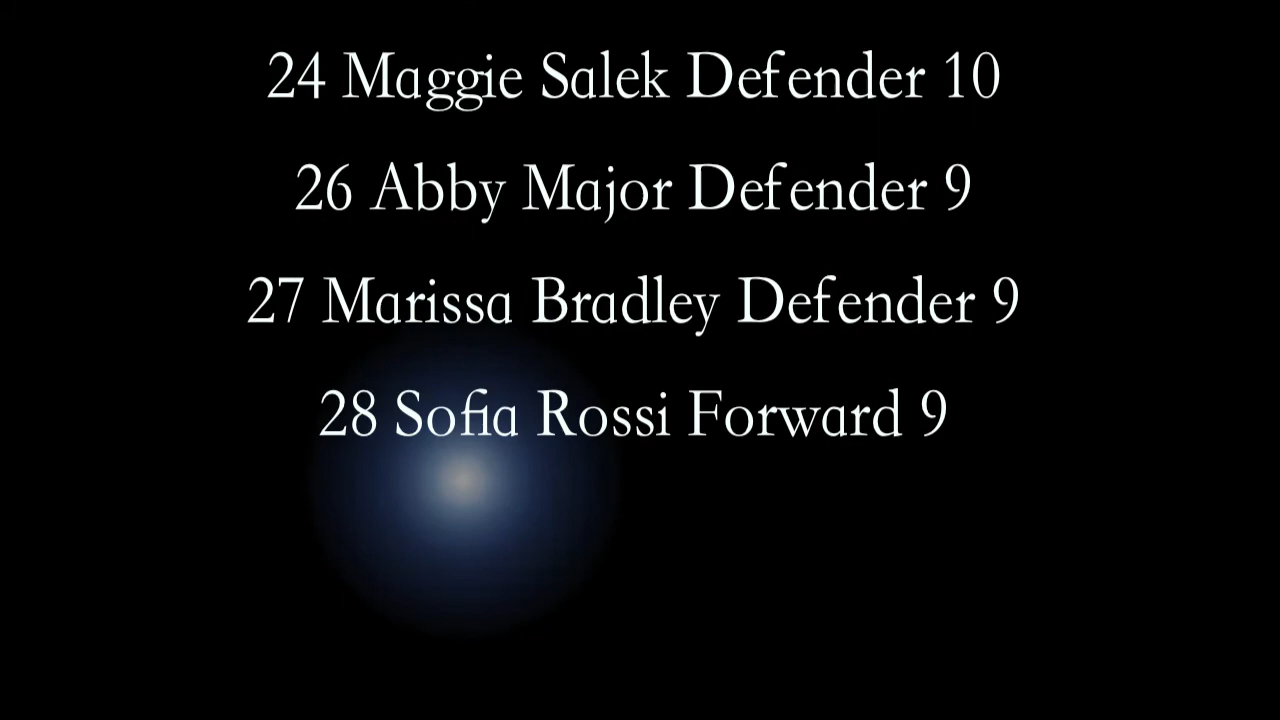 24 Maggie Salek Defender 10
26 Abby Major Defender 9
27 Marissa Bradley Defender 9
28 Sofia Rossi Forward 9